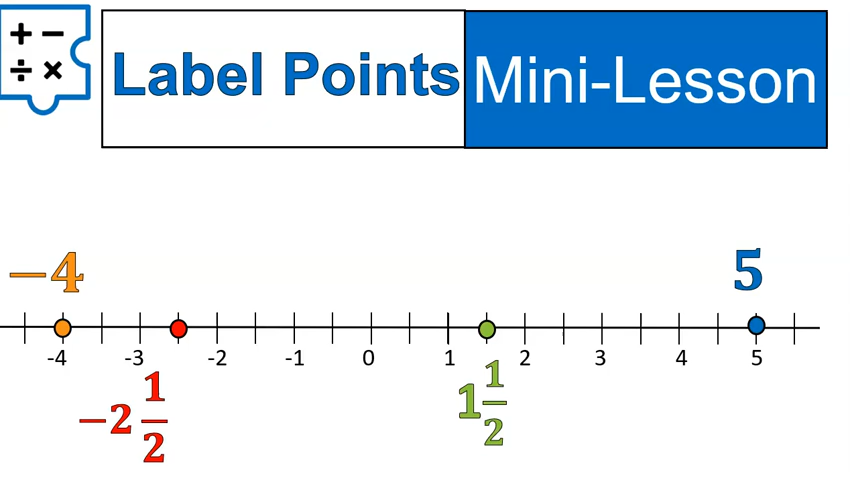 + −
÷ ×
Label Points Mini-Lesson
−4 5
-4 -3 -2 -1 0 1 2 3 4 5
−2 1/2 1 1/2